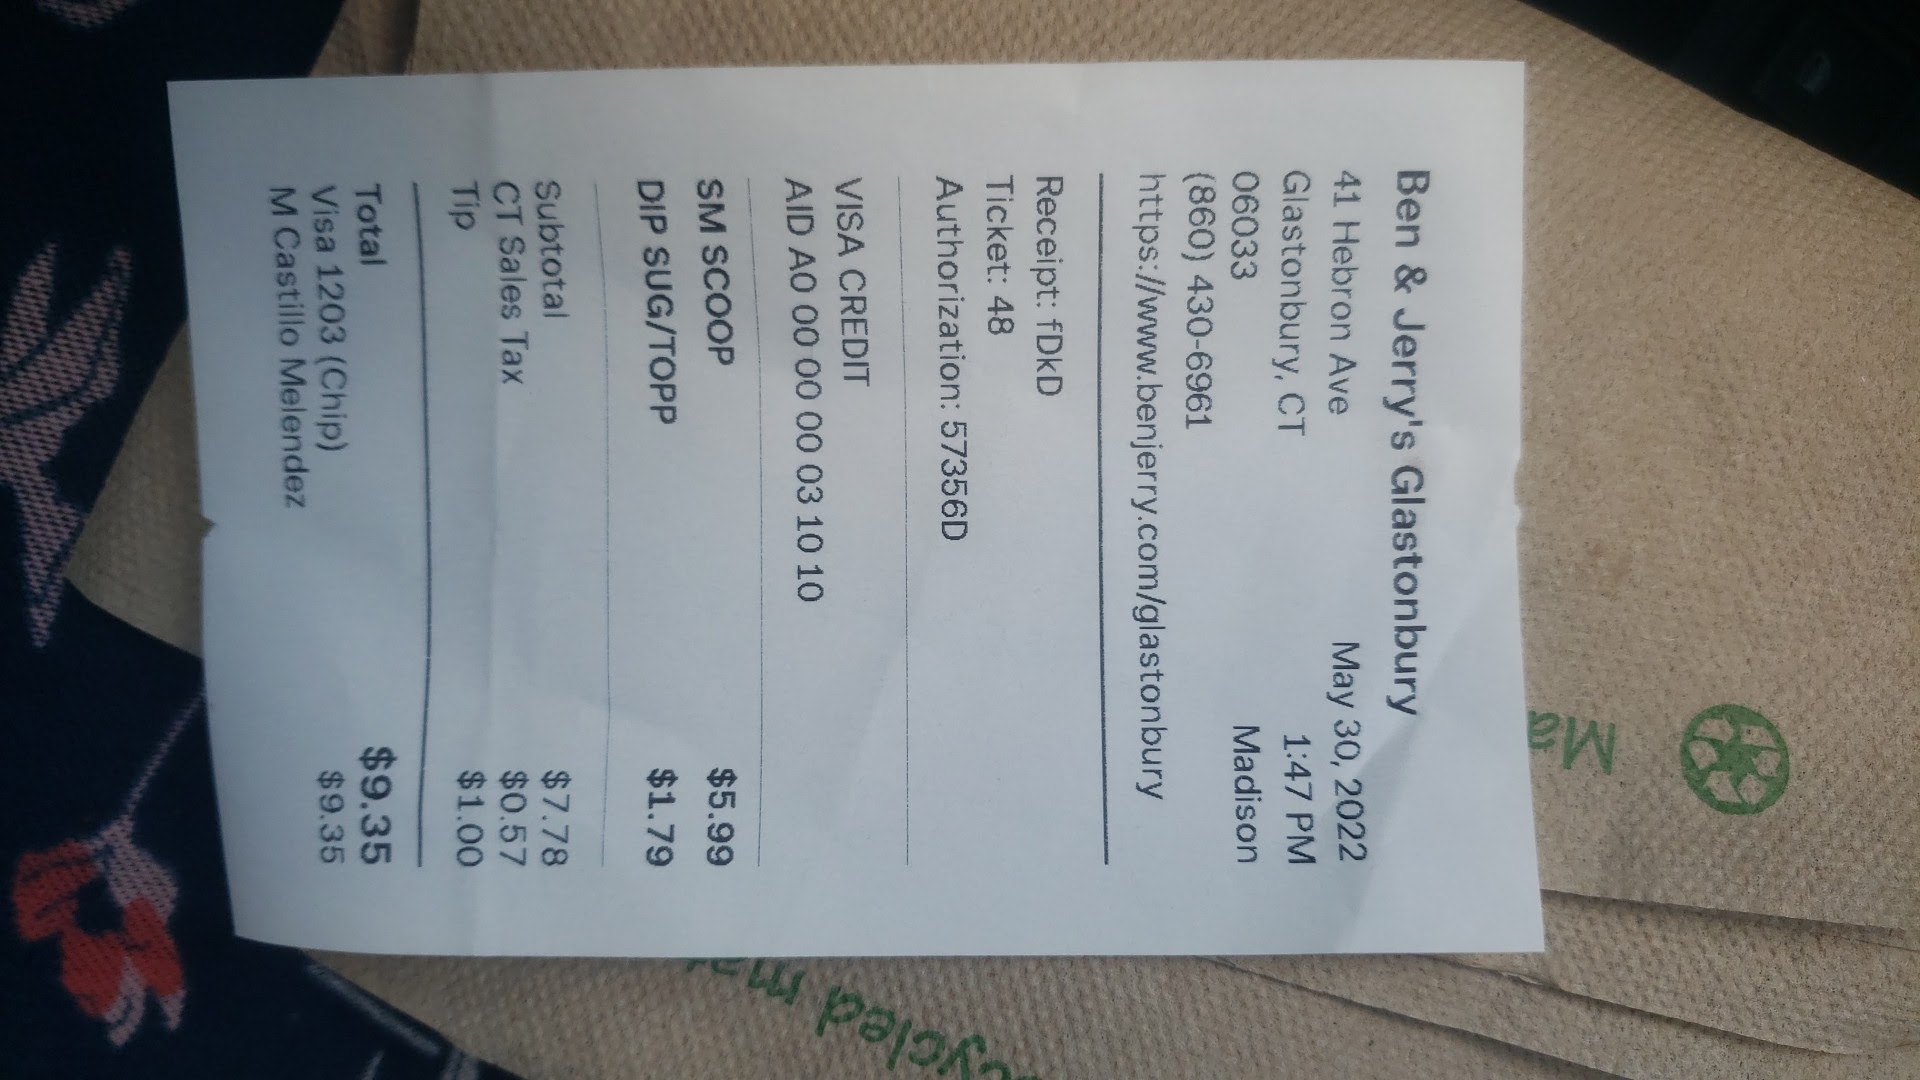 Ben & Jerry's Glastonbury
41 Hebron Ave May 30, 2022
Glastonbury, CT 1:47 PM
06033 Madison
(860) 430-6961
https://www.benjerry.com/glastonbury
Receipt: fDkD
Ticket: 48
Authorization: 57356D
VISA CREDIT
AID A0 00 00 00 03 10 10
SM SCOOP $5.99
DIP SUG/TOPP $1.79
Subtotal $7.78
CT Sales Tax $0.57
Tip $1.00
Total $9.35
Visa 1203 (Chip) $9.35
M Castillo Melendez